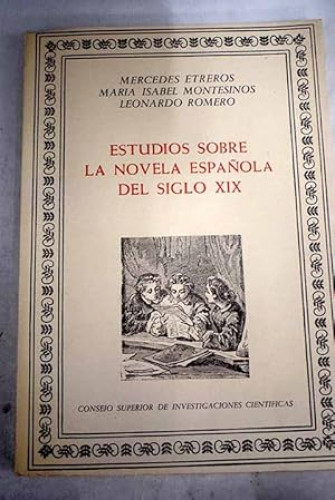 MERCEDES ETREROS
MARIA ISABEL MONTESINOS
LEONARDO ROMERO
ESTUDIOS SOBRE
LA NOVELA ESPAÑOLA
DEL SIGLO XIX
CONSEJO SUPERIOR DE INVESTIGACIONES CIENTIFICAS